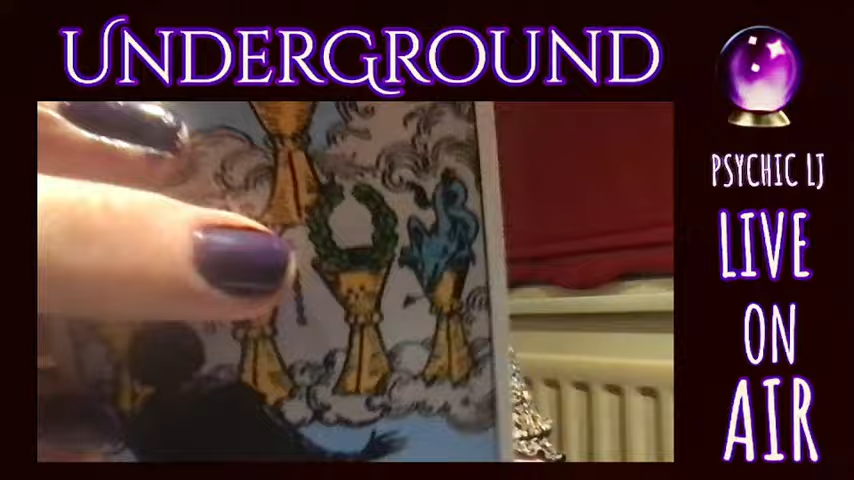 UNDERGROUND
PSYCHIC LJ
LIVE
ON
AIR